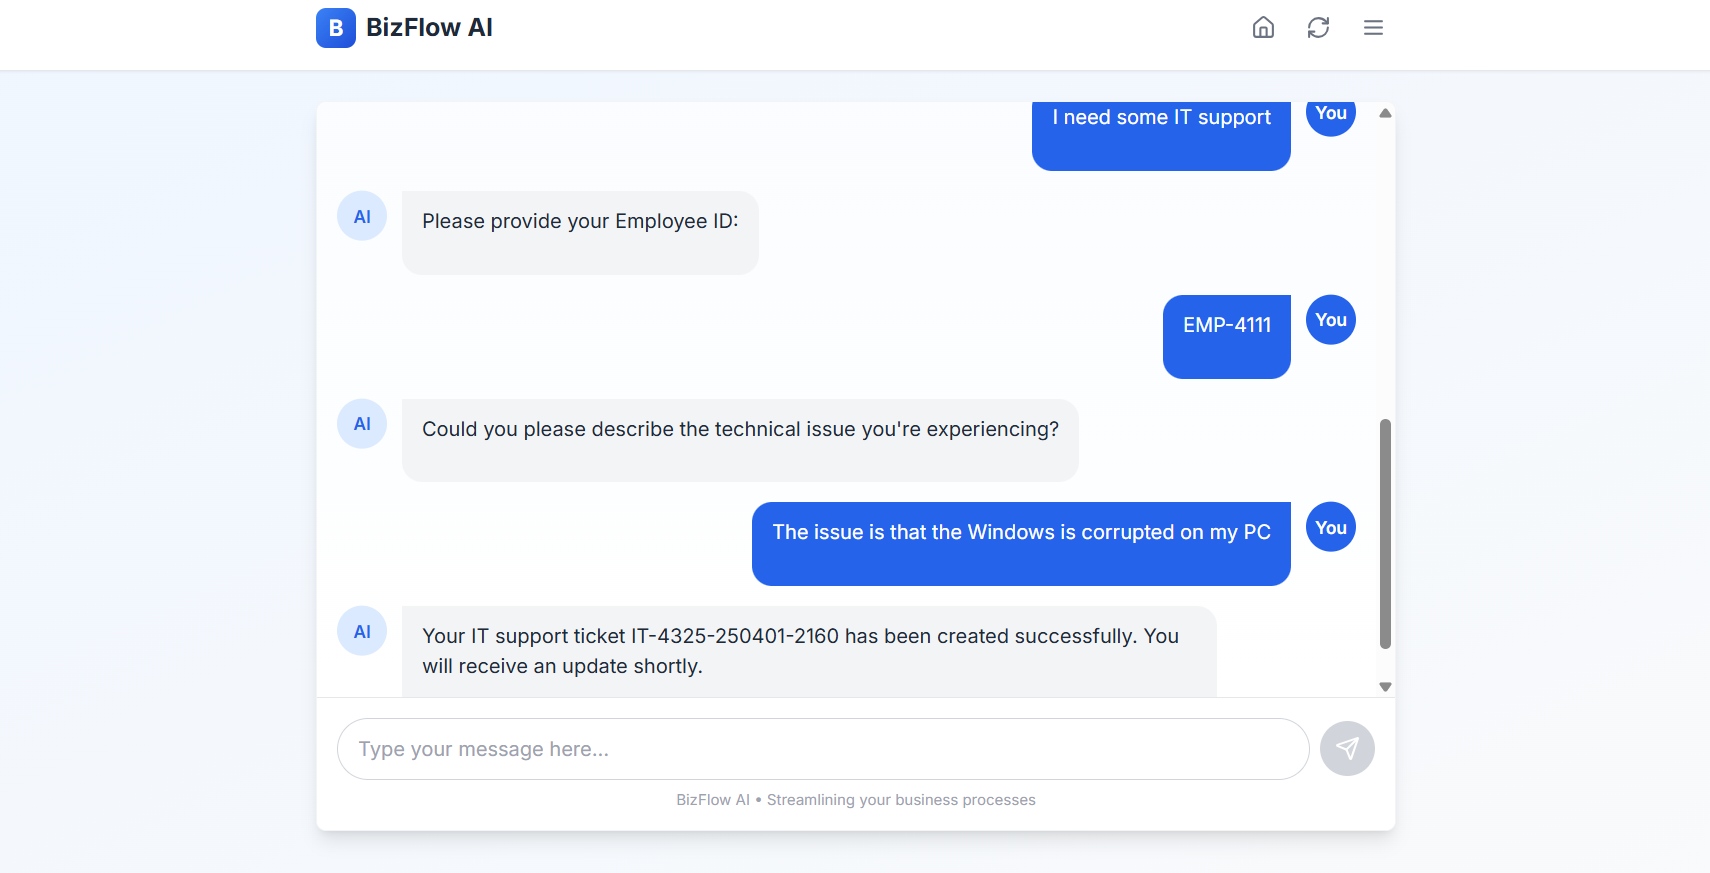 B BizFlow AI
I need some IT support
You
AI
Please provide your Employee ID:
EMP-4111
You
AI
Could you please describe the technical issue you're experiencing?
The issue is that the Windows is corrupted on my PC
You
AI
Your IT support ticket IT-4325-250401-2160 has been created successfully. You
will receive an update shortly.
Type your message here...
BizFlow AI • Streamlining your business processes